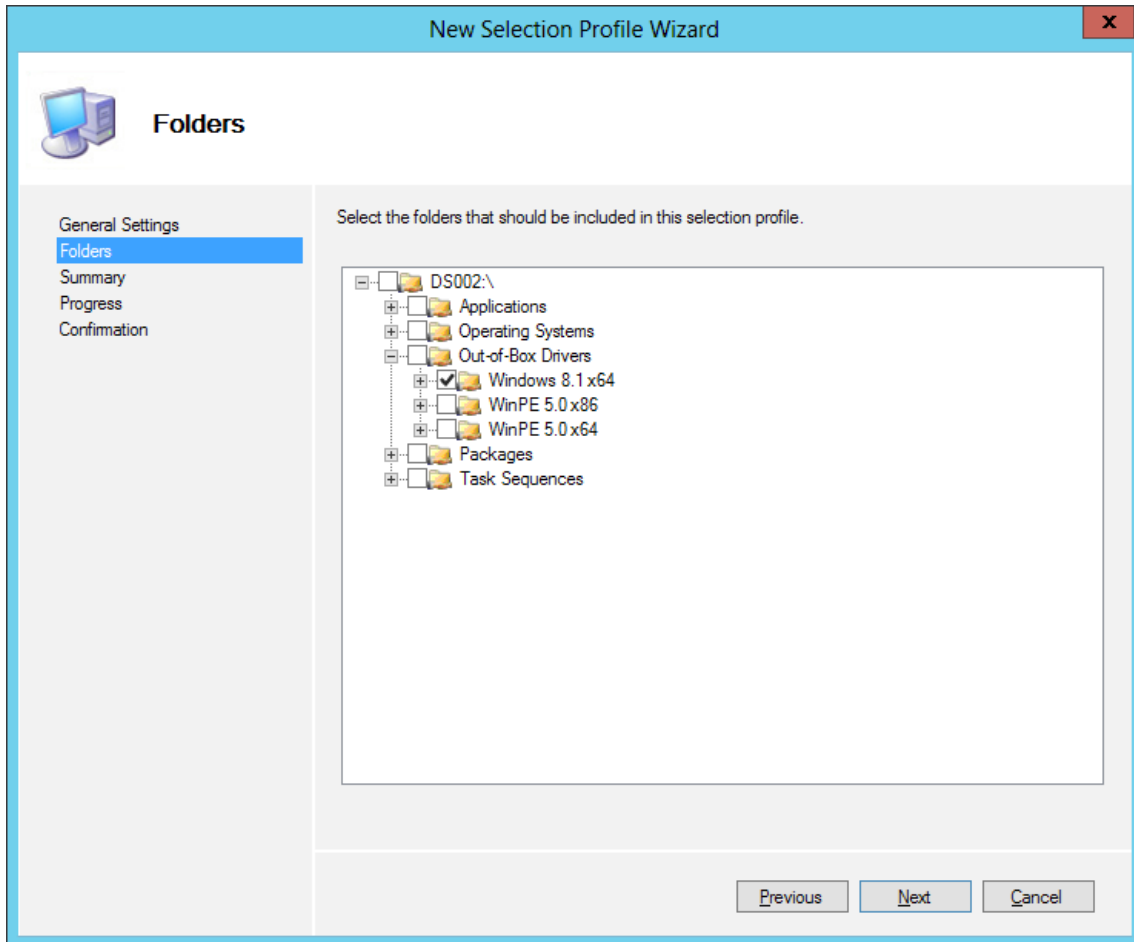 New Selection Profile Wizard
x
Folders
General Settings
Folders
Summary
Progress
Confirmation
Select the folders that should be included in this selection profile.
DS002:\
Applications
Operating Systems
Out-of-Box Drivers
Windows 8.1 x64
WinPE 5.0 x86
WinPE 5.0 x64
Packages
Task Sequences
Previous Next Cancel